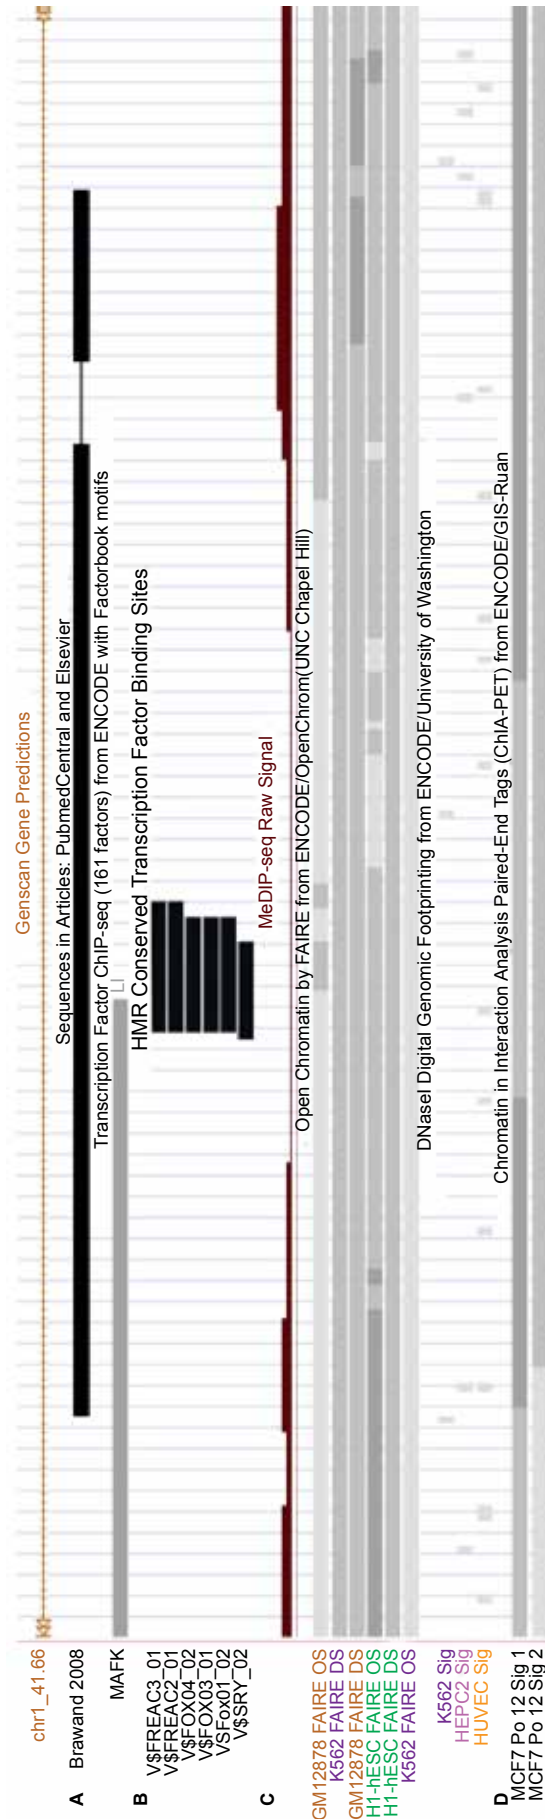 Genscan Gene Predictions
chr1_41.66
Sequences in Articles: PubmedCentral and Elsevier
A Brawand 2008
Transcription Factor ChIP-seq (161 factors) from ENCODE with Factorbook motifs
MAFK
LI
B HMR Conserved Transcription Factor Binding Sites
V$FREAC3_01
V$FREAC2_01
V$FOX04_02
V$FOX03_01
VSFox01_02
V$SRY_02
C MeDIP-seq Raw Signal
Open Chromatin by FAIRE from ENCODE/OpenChrom(UNC Chapel Hill)
GM12878 FAIRE OS
K562 FAIRE DS
GM12878 FAIRE DS
H1-hESC FAIRE OS
H1-hESC FAIRE DS
K562 FAIRE OS
DNaseI Digital Genomic Footprinting from ENCODE/University of Washington
K562 Sig
HEPC2 Sig
HUVEC Sig
D Chromatin in Interaction Analysis Paired-End Tags (ChIA-PET) from ENCODE/GIS-Ruan
MCF7 Po 12 Sig 1
MCF7 Po 12 Sig 2